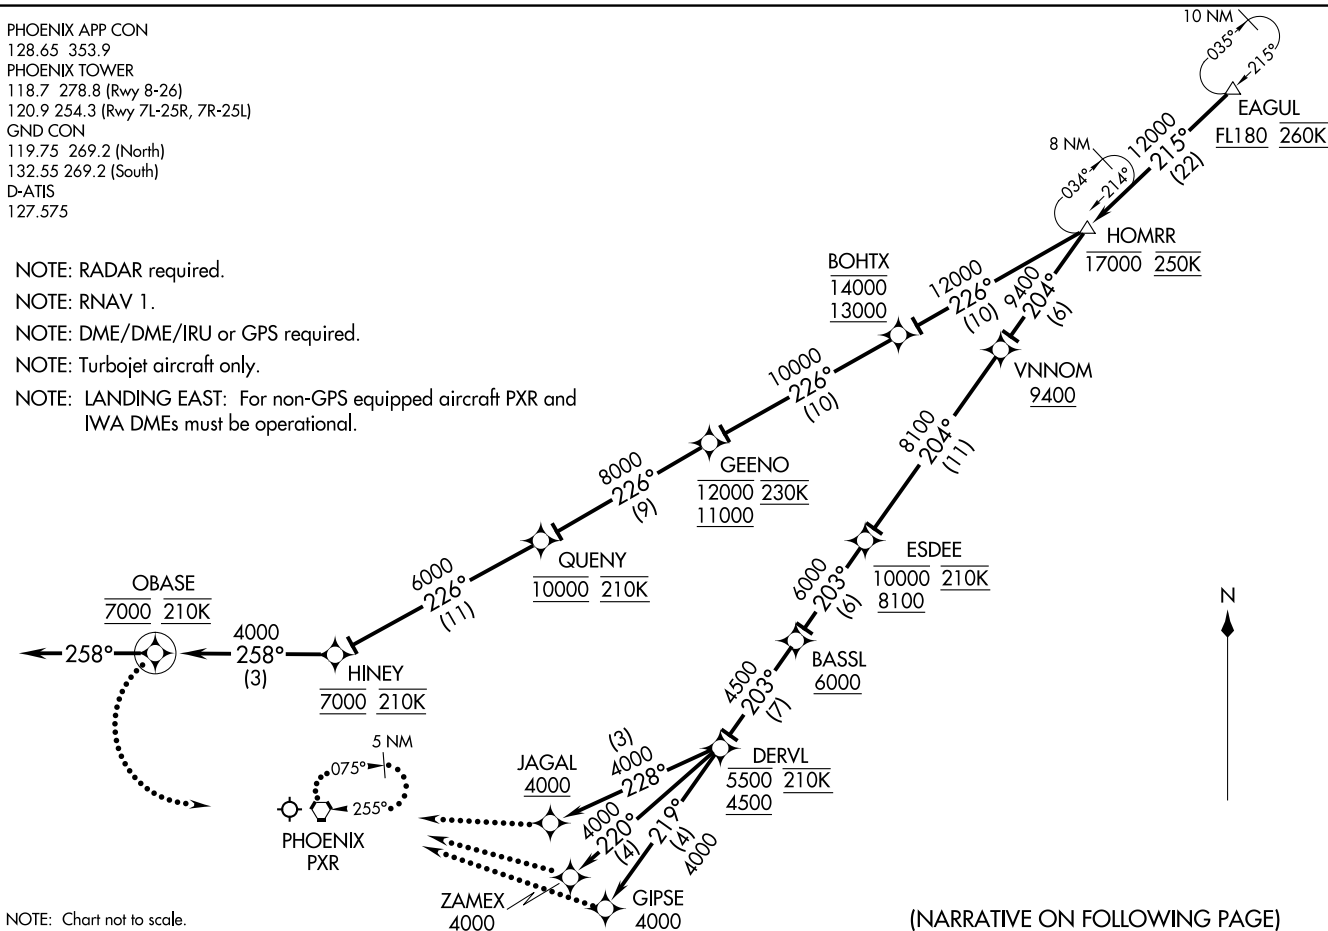 PHOENIX APP CON
128.65 353.9
PHOENIX TOWER
118.7 278.8 (Rwy 8-26)
120.9 254.3 (Rwy 7L-25R, 7R-25L)
GND CON
119.75 269.2 (North)
132.55 269.2 (South)
D-ATIS
127.575
NOTE: RADAR required.
NOTE: RNAV 1.
NOTE: DME/DME/IRU or GPS required.
NOTE: Turbojet aircraft only.
NOTE: LANDING EAST: For non-GPS equipped aircraft PXR and
IWA DMEs must be operational.
10 NM
035°
215°
EAGUL
FL180 260K
12000
215°
(22)
8 NM
034°
214°
HOMRR
17000 250K
BOHTX
14000
13000
12000
226°
(10)
9400
204°
(6)
VNNOM
9400
10000
226°
(10)
GEENO
12000 230K
11000
8100
204°
(11)
8000
226°
(9)
QUENY
10000 210K
ESDEE
10000 210K
8100
6000
226°
(11)
6000
203°
(6)
OBASE
7000 210K
258°
4000
258°
(3)
HINEY
7000 210K
BASSL
6000
4500
203°
(7)
DERVL
5500 210K
4500
5 NM
075°
255°
PHOENIX
PXR
JAGAL
4000
(3)
4000
228°
4000
220°
(4)
219°
(4)
4000
ZAMEX
4000
GIPSE
4000
N
NOTE: Chart not to scale.
(NARRATIVE ON FOLLOWING PAGE)